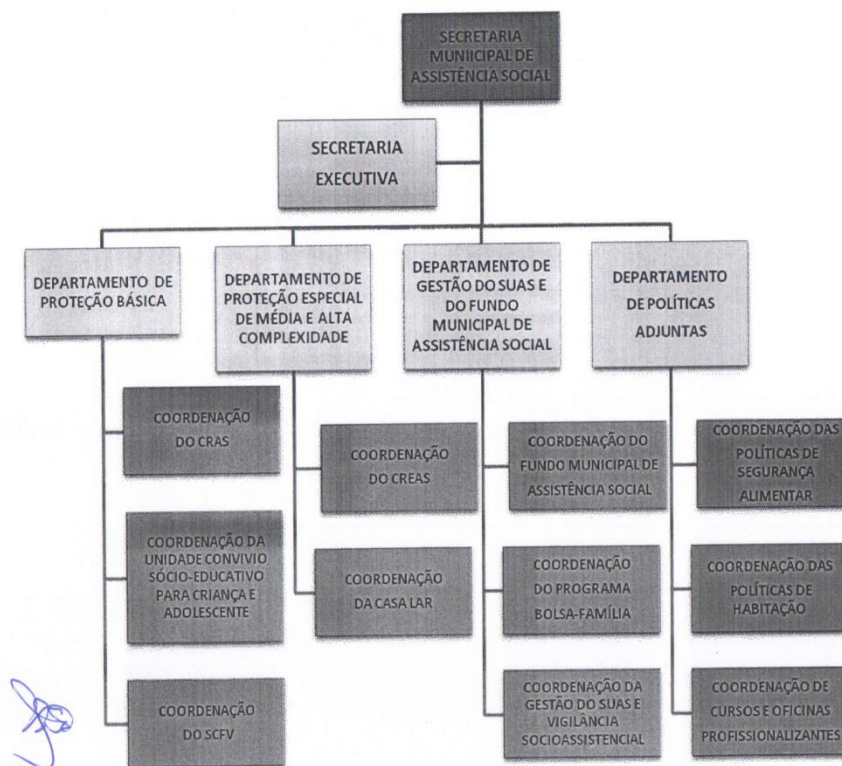 SECRETARIA
MUNIICIPAL DE
ASSISTÊNCIA SOCIAL
SECRETARIA
EXECUTIVA
DEPARTAMENTO DE
PROTEÇÃO BÁSICA
DEPARTAMENTO DE
PROTEÇÃO ESPECIAL
DE MÉDIA E ALTA
COMPLEXIDADE
DEPARTAMENTO DE
GESTÃO DO SUAS E
DO FUNDO
MUNICIPAL DE
ASSISTÊNCIA SOCIAL
DEPARTAMENTO
DE POLÍTICAS
ADJUNTAS
COORDENAÇÃO
DO CRAS
COORDENAÇÃO DA
UNIDADE CONVIVIO
SÓCIO-EDUCATIVO
PARA CRIANÇA E
ADOLESCENTE
COORDENAÇÃO
DO SCFV
COORDENAÇÃO
DO CREAS
COORDENAÇÃO
DA CASA LAR
COORDENAÇÃO DO
FUNDO MUNICIPAL DE
ASSISTÊNCIA SOCIAL
COORDENAÇÃO
DO PROGRAMA
BOLSA-FAMÍLIA
COORDENAÇÃO DA
GESTÃO DO SUAS E
VIGILÂNCIA
SOCIOASSISTENCIAL
COORDENAÇÃO DAS
POLÍTICAS DE
SEGURANÇA
ALIMENTAR
COORDENAÇÃO DAS
POLÍTICAS DE
HABITAÇÃO
COORDENAÇÃO DE
CURSOS E OFICINAS
PROFISSIONALIZANTES